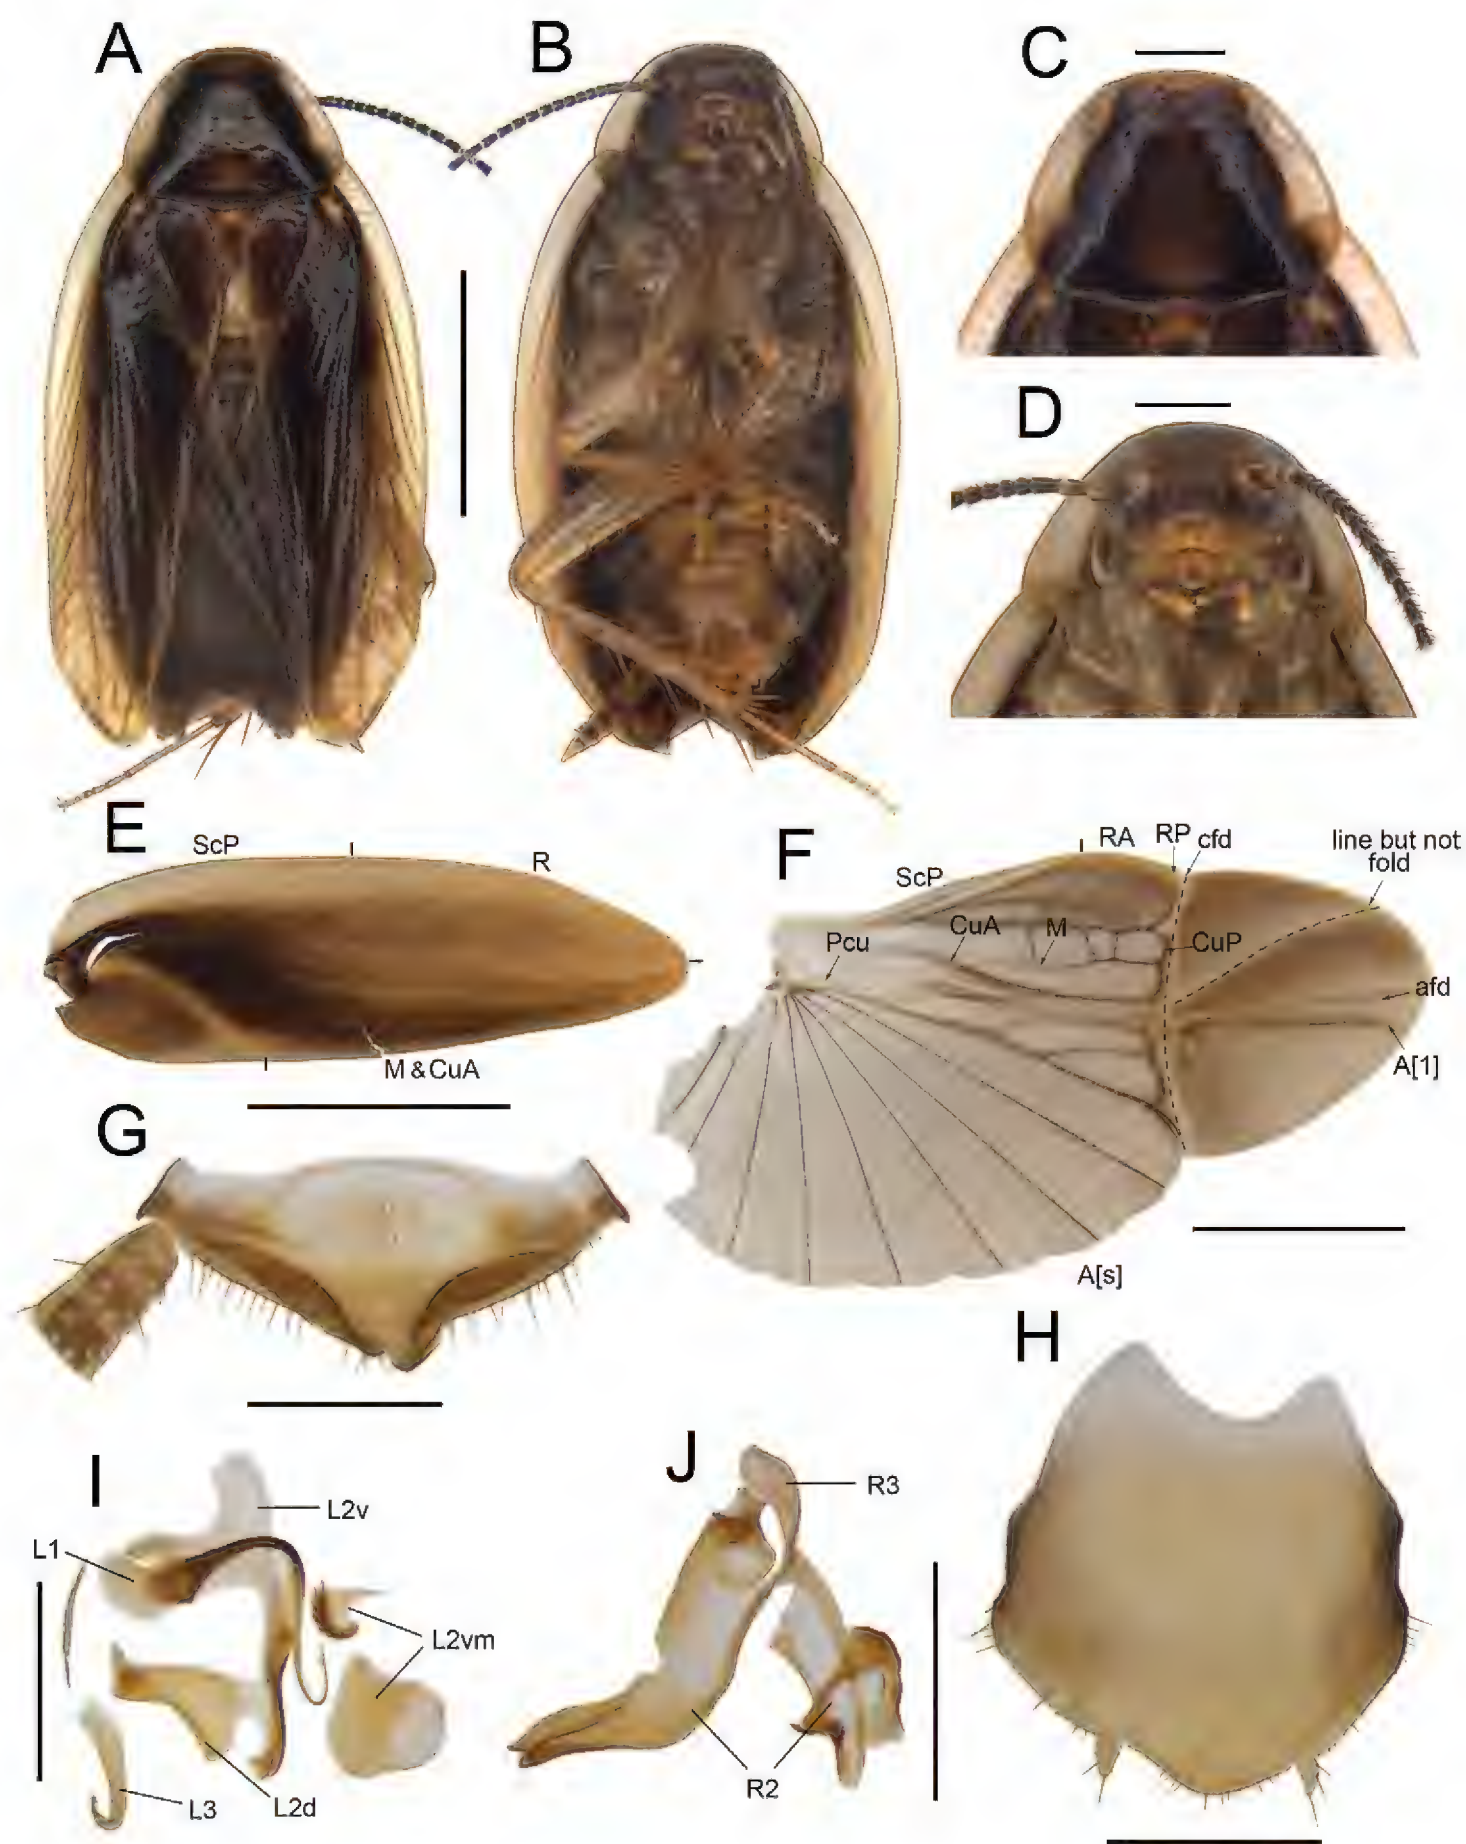 A
B
C
D
E
ScP
R
M & CuA
F
ScP
RA
RP
cfd
line but not
fold
Pcu
CuA
M
CuP
afd
A[1]
A[s]
G
H
I
L2v
L1
L2vm
L3
L2d
J
R3
R2